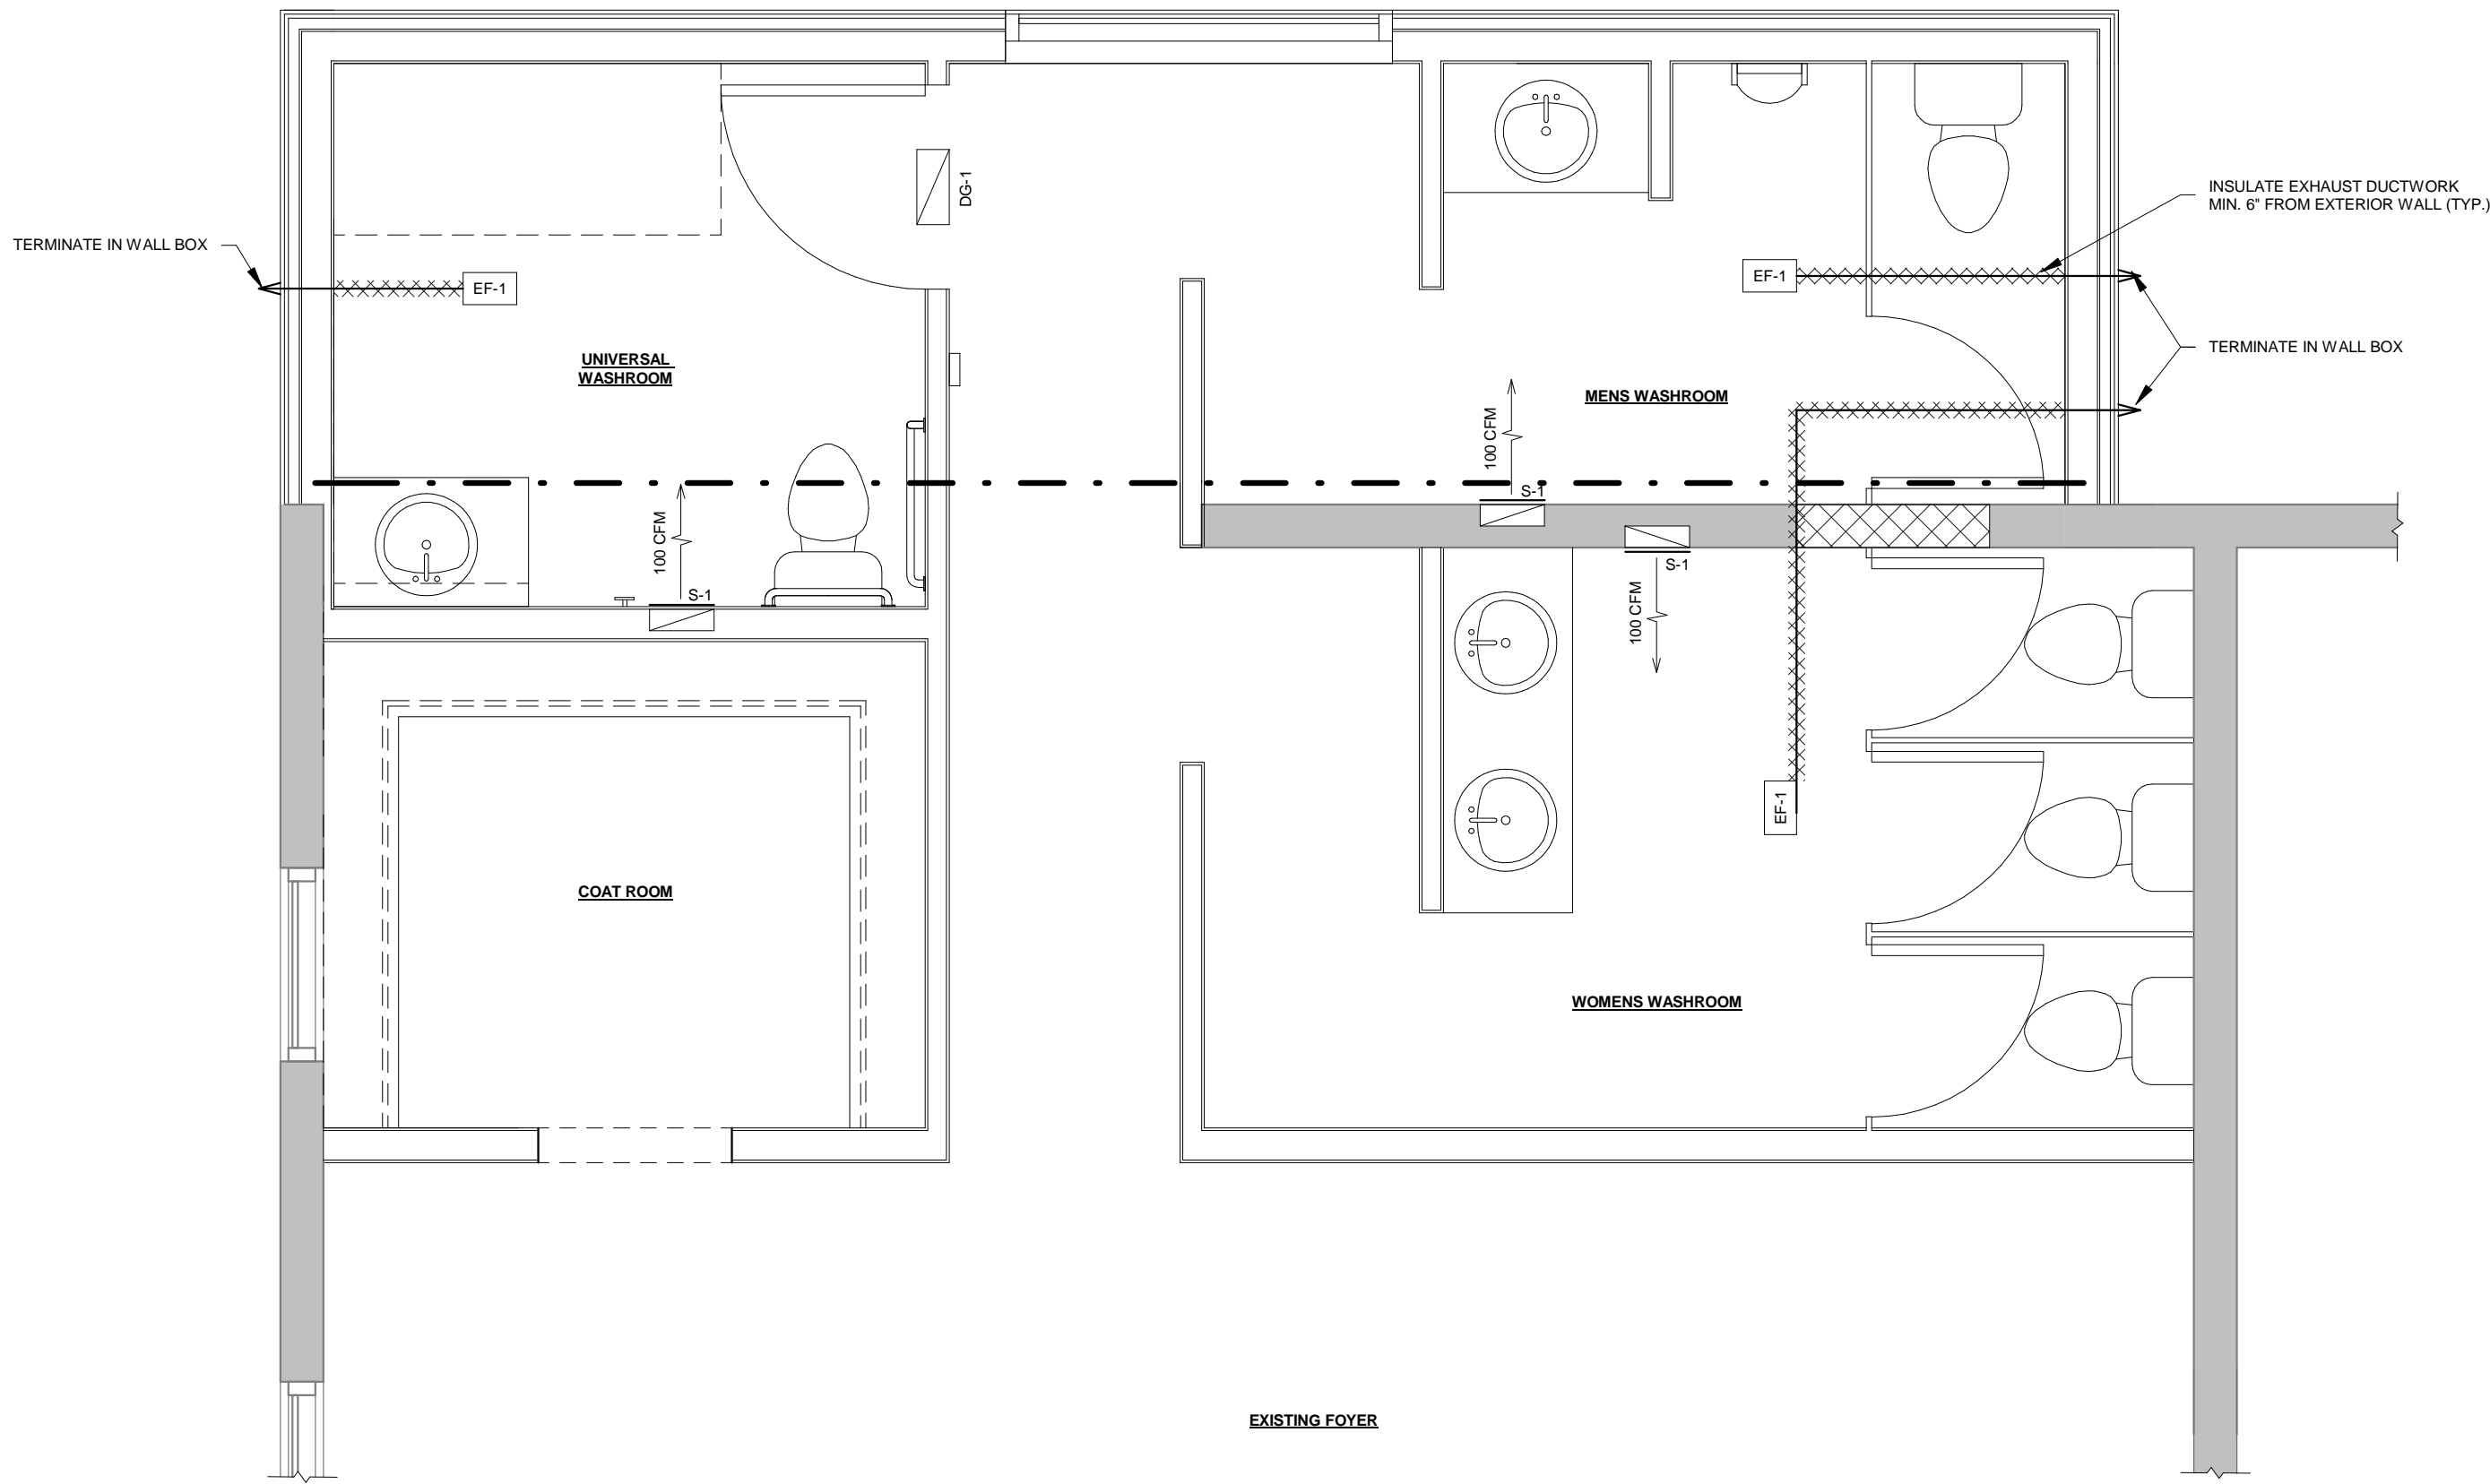 DG-1
INSULATE EXHAUST DUCTWORK
MIN. 6" FROM EXTERIOR WALL (TYP.)
TERMINATE IN WALL BOX
EF-1
EF-1
TERMINATE IN WALL BOX
UNIVERSAL
WASHROOM
MENS WASHROOM
100 CFM
S-1
100 CFM
S-1
S-1
100 CFM
EF-1
COAT ROOM
WOMENS WASHROOM
EXISTING FOYER